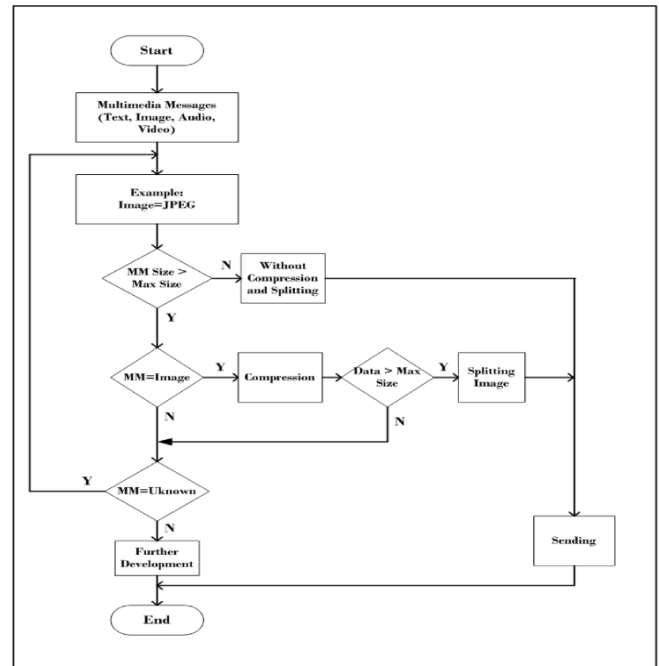 Start
Multimedia Messages
(Text, Image, Audio,
Video)
Example:
Image=JPEG
MM Size >
Max Size
N
Without
Compression
and Splitting
Y
MM=Image
Y
Compression
Data > Max
Size
Y
Splitting
Image
N
N
Y
MM=Uknown
N
Further
Development
Sending
End